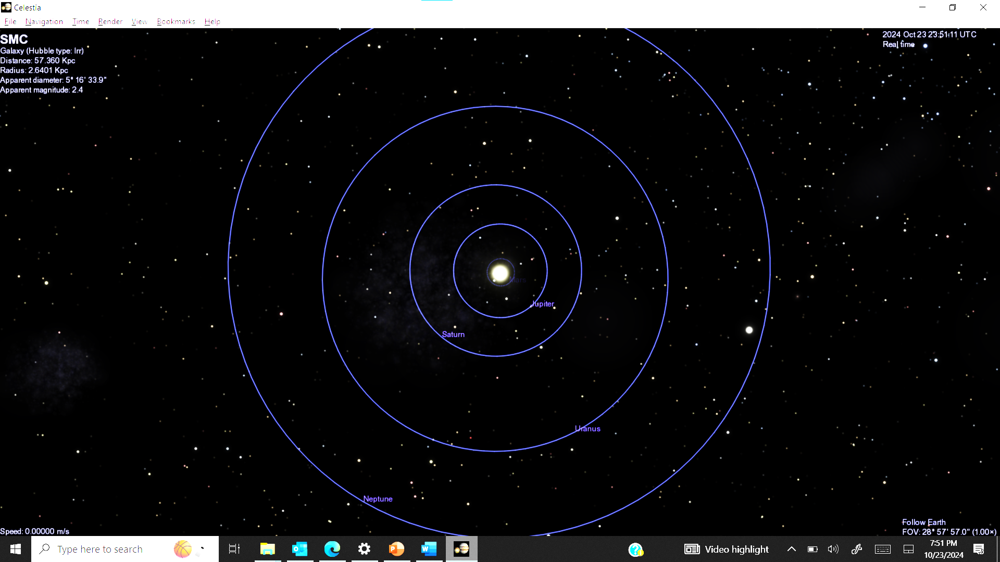 Celestia
File Navigation Time Render View Bookmarks Help
SMC
Galaxy (Hubble type: Irr)
Distance: 57.360 Kpc
Radius: 2.6401 Kpc
Apparent diameter: 5° 16' 33.9"
Apparent magnitude: 2.4
2024 Oct 23 23:51:11 UTC
Real time
Mars
Jupiter
Saturn
Uranus
Neptune
Speed: 0.00000 m/s
Follow Earth
FOV: 28° 57' 57.0" (1.00×)
Type here to search
Video highlight
7:51 PM
10/23/2024